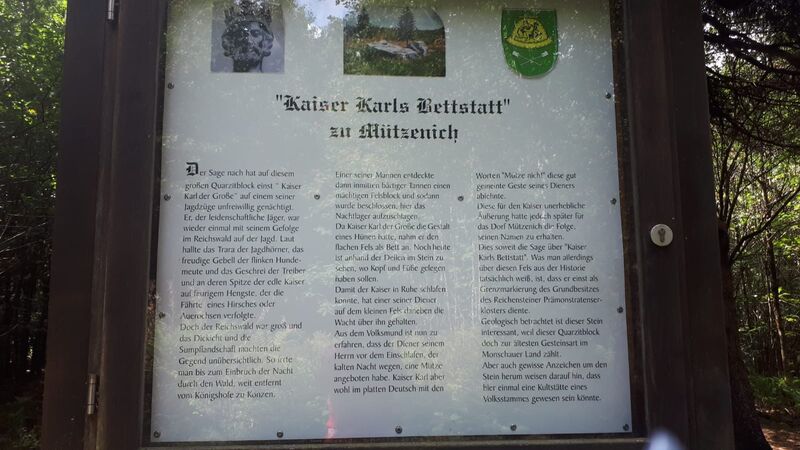 "Kaiser Karls Bettstatt"
zu Mützenich
Der Sage nach hat auf diesem
großen Quarzitblock einst " Kaiser
Karl der Große" auf einem seiner
Jagdzüge unfreiwillig genächtigt.
Er, der leidenschaftliche Jäger, war
wieder einmal mit seinem Gefolge
im Reichswald auf der Jagd. Laut
hallte das Trara der Jagdhörner, das
freudige Gebell der flinken Hunde-
meute und das Geschrei der Treiber
und an deren Spitze der edle Kaiser
auf feurigem Hengste, der die
Fährte eines Hirsches oder
Auerochsen verfolgte.
Doch der Reichswald war groß und
das Dickicht und die
Sumpflandschaft machten die
Gegend unübersichtlich. So irrte
man bis zum Einbruch der Nacht
durch den Wald, weit entfernt
vom Königshofe zu Konzen.
Einer seiner Mannen entdeckte
dann inmitten bärtiger Tannen einen
mächtigen Felsblock und sodann
wurde beschlossen, hier das
Nachtlager aufzuschlagen.
Da Kaiser Karl der Große die Gestalt
eines Hünen hatte, nahm er den
flachen Fels als Bett an. Noch heute
ist anhand der Dellen im Stein zu
sehen, wo Kopf und Füße gelegen
haben sollen.
Damit der Kaiser in Ruhe schlafen
konnte, hat einer seiner Diener
auf dem kleinen Fels daneben die
Wacht über ihn gehalten.
Aus dem Volksmund ist nun zu
erfahren, dass der Diener seinem
Herrn vor dem Einschlafen, der
kalten Nacht wegen, eine Mütze
angeboten habe. Kaiser Karl aber
wohl im platten Deutsch mit den
Worten "Mütze nich!" diese gut
gemeinte Geste seines Dieners
ablehnte.
Diese für den Kaiser unerhebliche
Äußerung hatte jedoch später für
das Dorf Mützenich die Folge,
seinen Namen zu erhalten.
Dies soweit die Sage über "Kaiser
Karls Bettstatt". Was man allerdings
über diesen Fels aus der Historie
tatsächlich weiß, ist, dass er einst als
Grenzmarkierung des Grundbesitzes
des Reichensteiner Prämonstratenser-
klosters diente.
Geologisch betrachtet ist dieser Stein
interessant, weil dieser Quarzitblock
doch zur ältesten Gesteinsart im
Monschauer Land zählt.
Aber auch gewisse Anzeichen um den
Stein herum weisen darauf hin, dass
hier einmal eine Kultstätte eines
Volksstammes gewesen sein könnte.